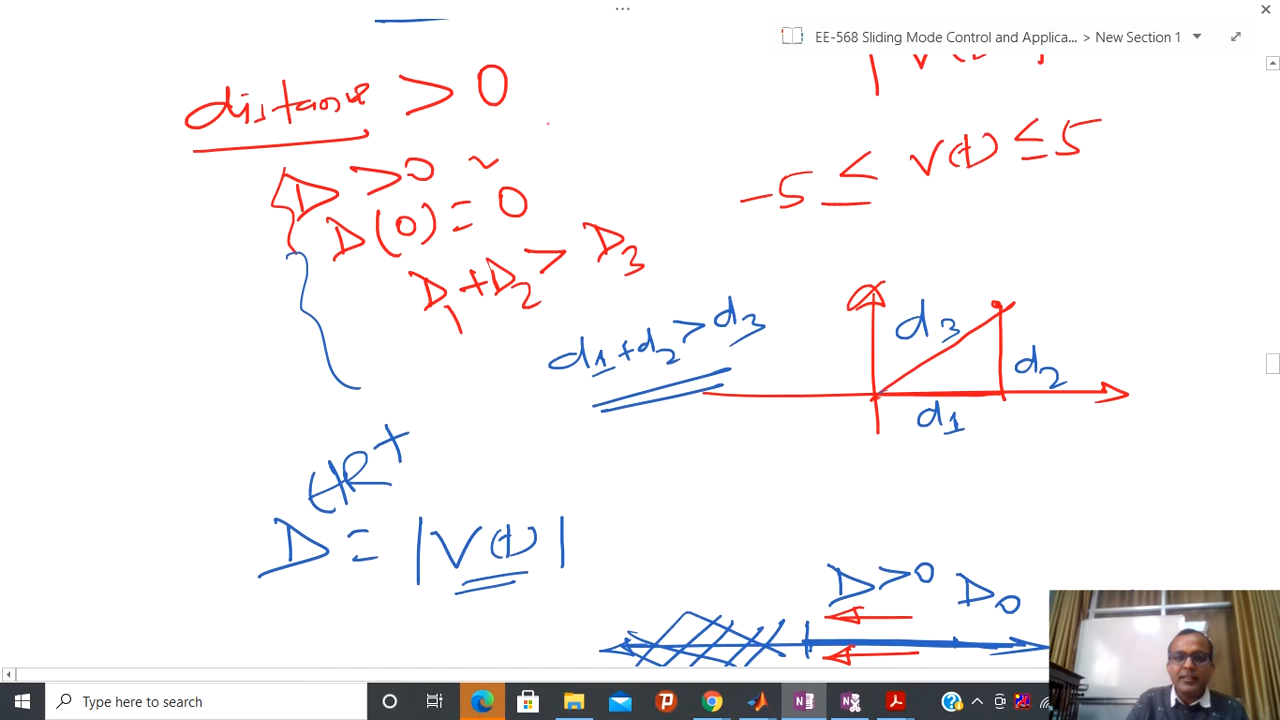 EE-568 Sliding Mode Control and Applica... > New Section 1
distance > 0
D > 0
D(0) = 0
D1 + D2 > D3
-5 ≤ V(t) ≤ 5
d1 + d2 > d3
d3
d2
d1
∈ R+
D = |V(t)|
D > 0 D0
Type here to search